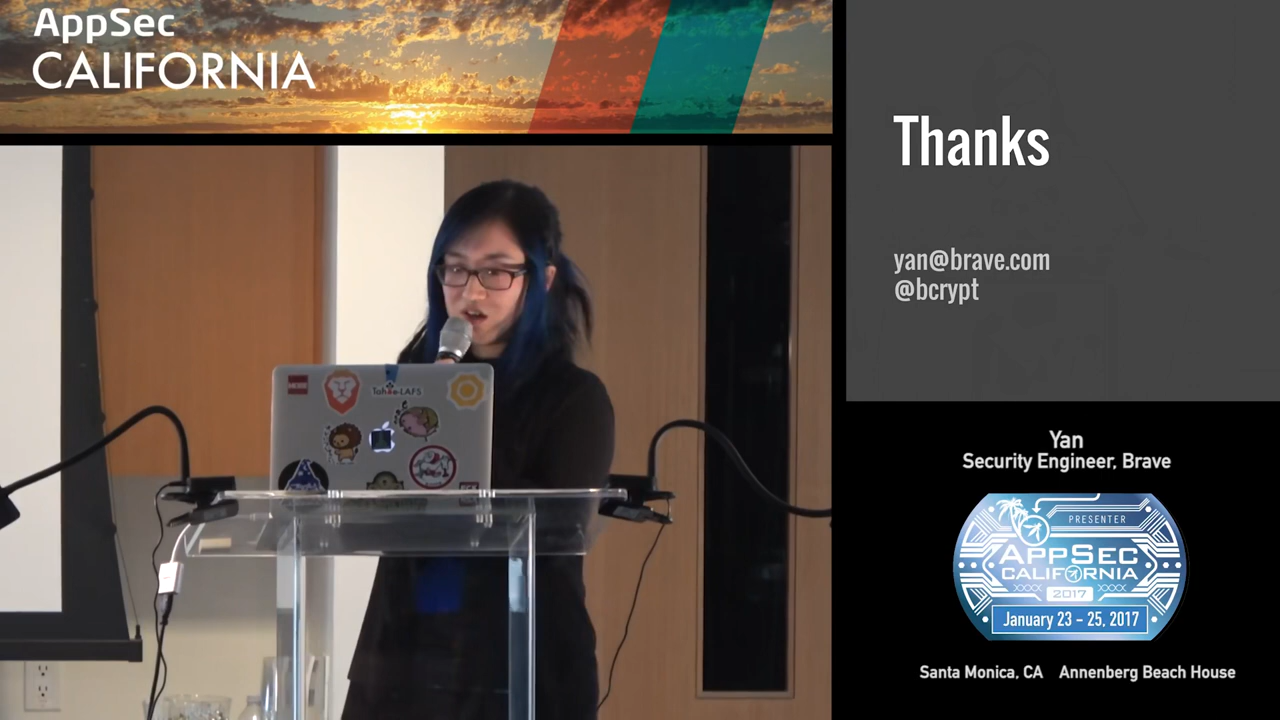 AppSec
CALIFORNIA
Thanks
yan@brave.com
@bcrypt
Tahoe-LAFS
Yan
Security Engineer, Brave
PRESENTER
APPSEC
CALIFORNIA
2017
January 23 – 25, 2017
Santa Monica, CA Annenberg Beach House